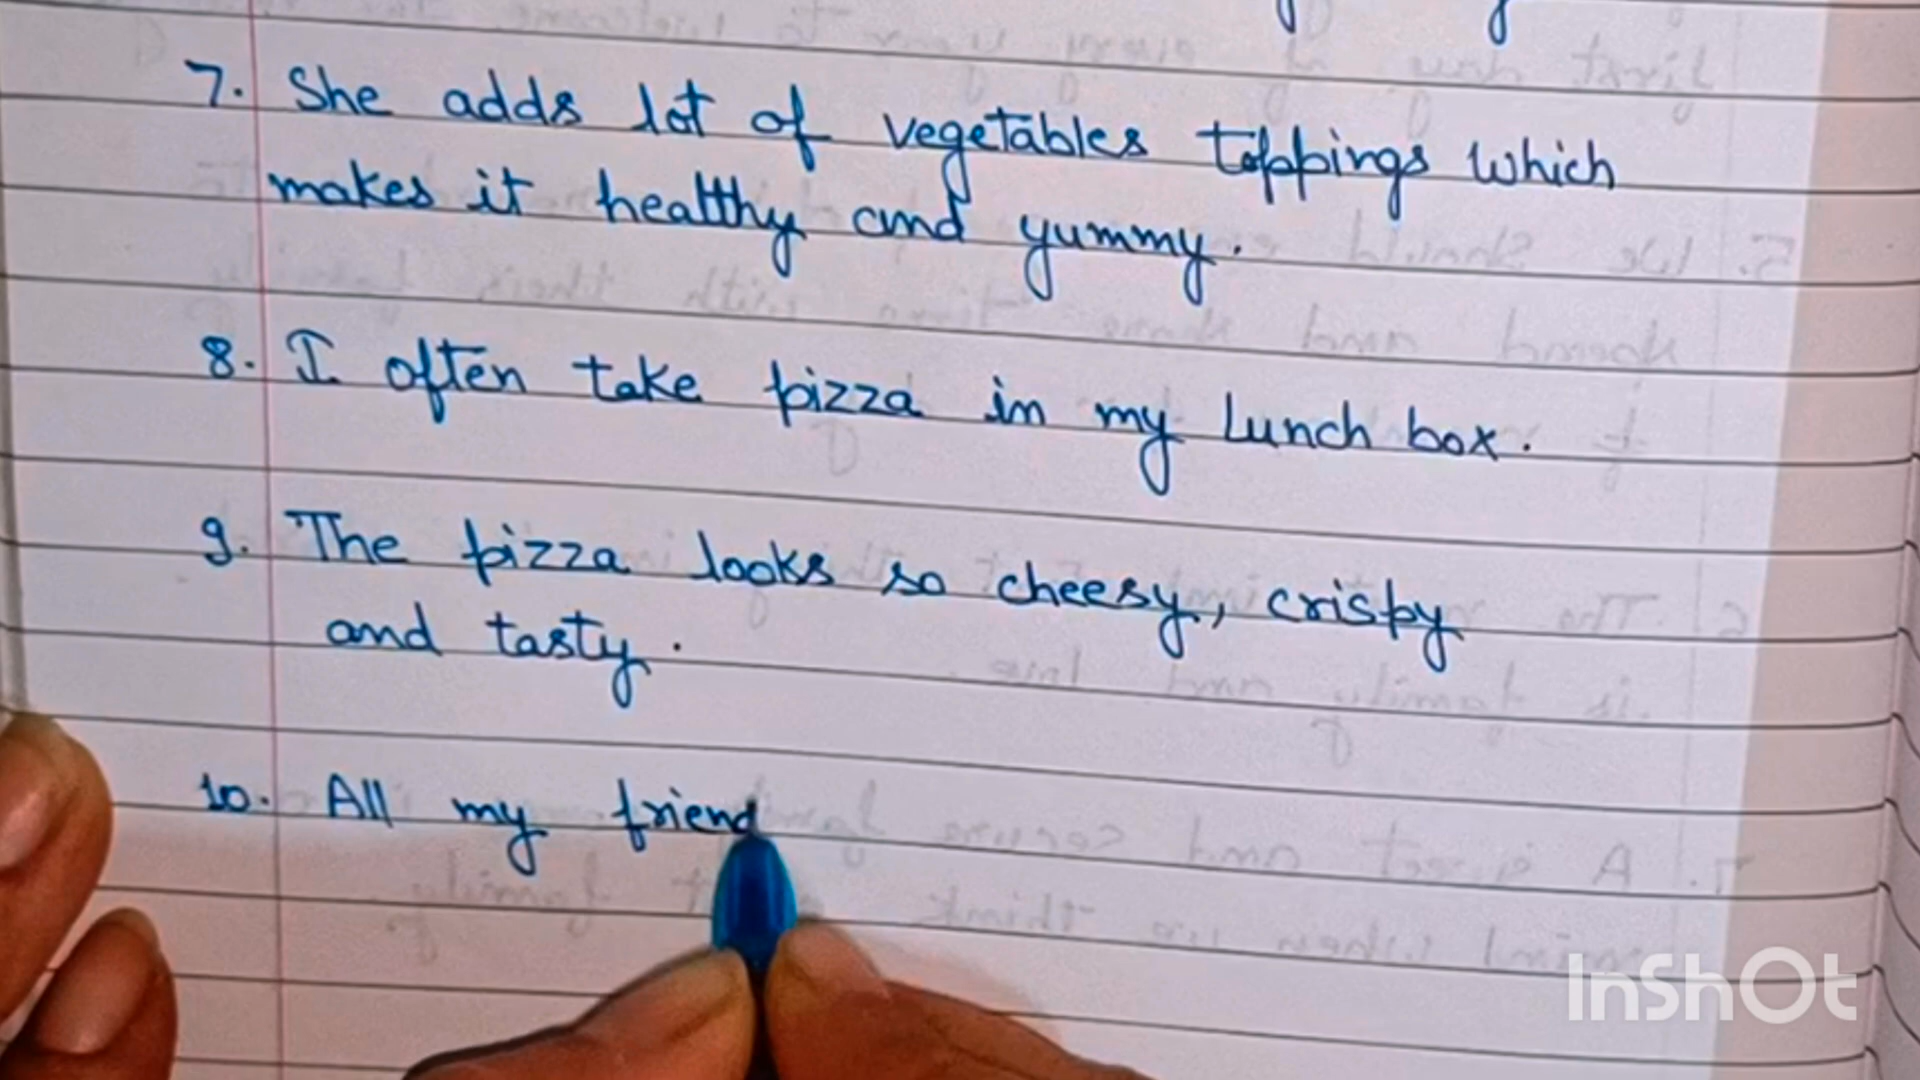 7. She adds lot of vegetables toppings which
makes it healthy and yummy.
8. I often take pizza in my Lunch box.
9. The pizza looks so cheesy, crispy
and tasty.
10. All my friend
InShOt